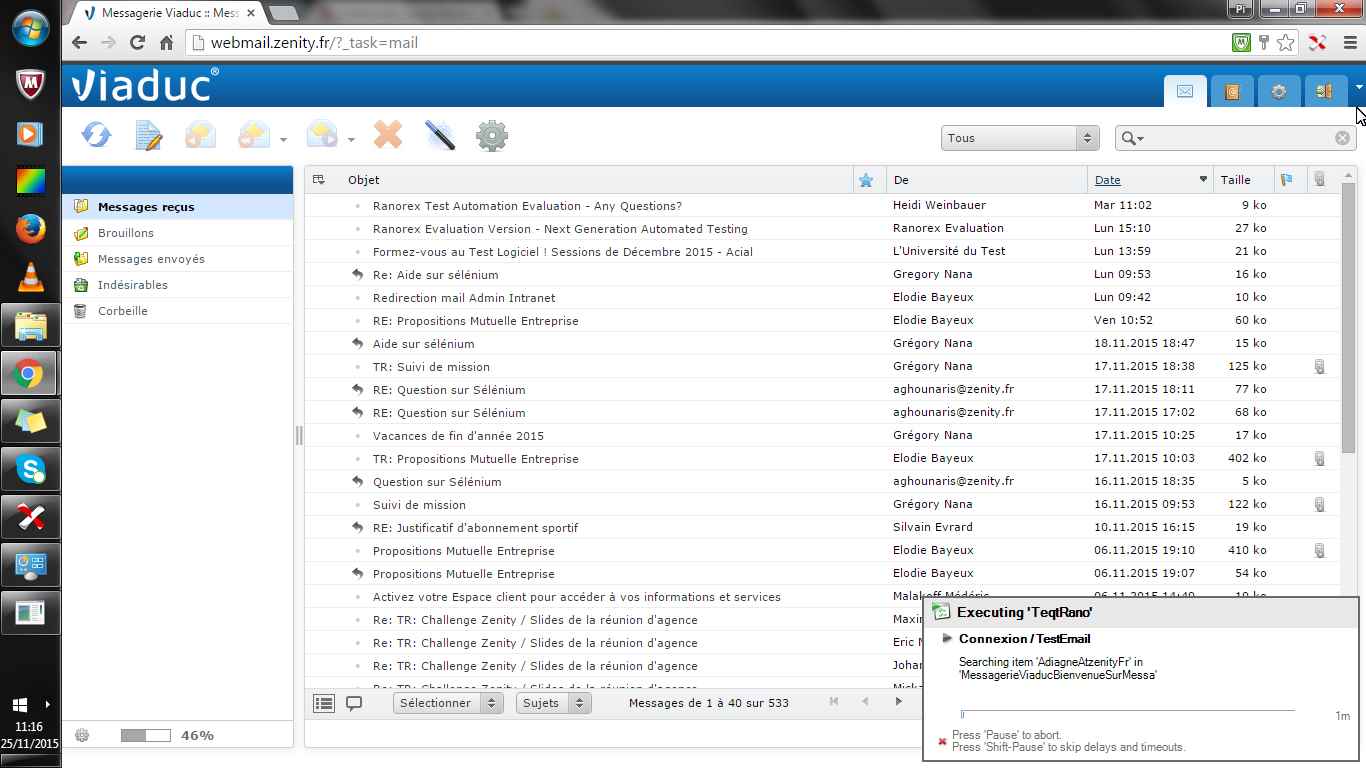 Messagerie Viaduc :: Mess
Pi
webmail.zenity.fr/?_task=mail
viaduc®
Tous
Objet De Date Taille
Messages reçus
Brouillons
Messages envoyés
Indésirables
Corbeille
Ranorex Test Automation Evaluation - Any Questions? Heidi Weinbauer Mar 11:02 9 ko
Ranorex Evaluation Version - Next Generation Automated Testing Ranorex Evaluation Lun 15:10 27 ko
Formez-vous au Test Logiciel ! Sessions de Décembre 2015 - Acial L'Université du Test Lun 13:59 21 ko
Re: Aide sur sélénium Gregory Nana Lun 09:53 16 ko
Redirection mail Admin Intranet Elodie Bayeux Lun 09:42 10 ko
RE: Propositions Mutuelle Entreprise Elodie Bayeux Ven 10:52 60 ko
Aide sur sélénium Grégory Nana 18.11.2015 18:47 15 ko
TR: Suivi de mission Grégory Nana 17.11.2015 18:38 125 ko
RE: Question sur Sélénium aghounaris@zenity.fr 17.11.2015 18:11 77 ko
RE: Question sur Sélénium aghounaris@zenity.fr 17.11.2015 17:02 68 ko
Vacances de fin d'année 2015 Grégory Nana 17.11.2015 10:25 17 ko
TR: Propositions Mutuelle Entreprise Elodie Bayeux 17.11.2015 10:03 402 ko
Question sur Sélénium aghounaris@zenity.fr 16.11.2015 18:35 5 ko
Suivi de mission Grégory Nana 16.11.2015 09:53 122 ko
RE: Justificatif d'abonnement sportif Silvain Evrard 10.11.2015 16:15 19 ko
Propositions Mutuelle Entreprise Elodie Bayeux 06.11.2015 19:10 410 ko
Propositions Mutuelle Entreprise Elodie Bayeux 06.11.2015 19:07 54 ko
Activez votre Espace client pour accéder à vos informations et services
Re: TR: Challenge Zenity / Slides de la réunion d'agence Maxin
Re: TR: Challenge Zenity / Slides de la réunion d'agence Eric
Re: TR: Challenge Zenity / Slides de la réunion d'agence Johan
Sélectionner Sujets Messages de 1 à 40 sur 533
46%
Executing 'TeqtRano'
Connexion / TestEmail
Searching item 'AdiagneAtzenityFr' in
'MessagerieViaducBienvenueSurMessa'
1m
Press 'Pause' to abort.
Press 'Shift-Pause' to skip delays and timeouts.
11:16
25/11/2015